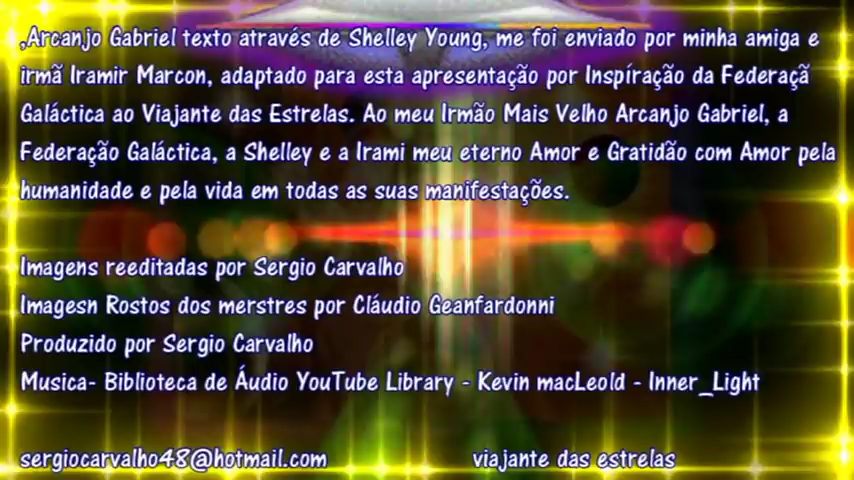 ,Arcanjo Gabriel texto através de Shelley Young, me foi enviado por minha amiga e
irmã Iramir Marcon, adaptado para esta apresentação por Inspíração da Federaçã
Galáctica ao Viajante das Estrelas. Ao meu Irmão Mais Velho Arcanjo Gabriel, a
Federação Galáctica, a Shelley e a Irami meu eterno Amor e Gratidão com Amor pela
humanidade e pela vida em todas as suas manifestações.
Imagens reeditadas por Sergio Carvalho
Imagesn Rostos dos merstres por Cláudio Geanfardonni
Produzido por Sergio Carvalho
Musica- Biblioteca de Áudio YouTube Library - Kevin macLeold - Inner_Light
sergiocarvalho48@hotmail.com viajante das estrelas